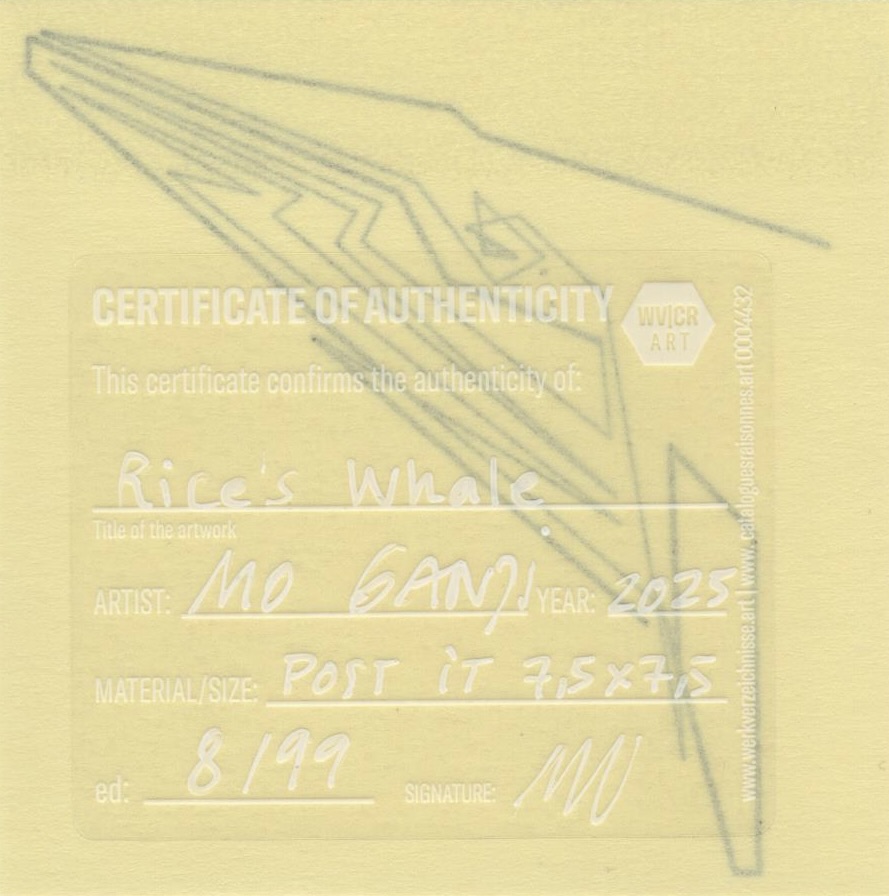 CERTIFICATE OF AUTHENTICITY
WV|CR
ART
This certificate confirms the authenticity of:
Rice's Whale
Title of the artwork
ARTIST: MO GANJI YEAR: 2025
MATERIAL/SIZE: POST iT 7,5x7,5
ed: 8/99 SIGNATURE:
www.werkverzeichnisse.art | www.cataloguesraisonnes.art 0004432